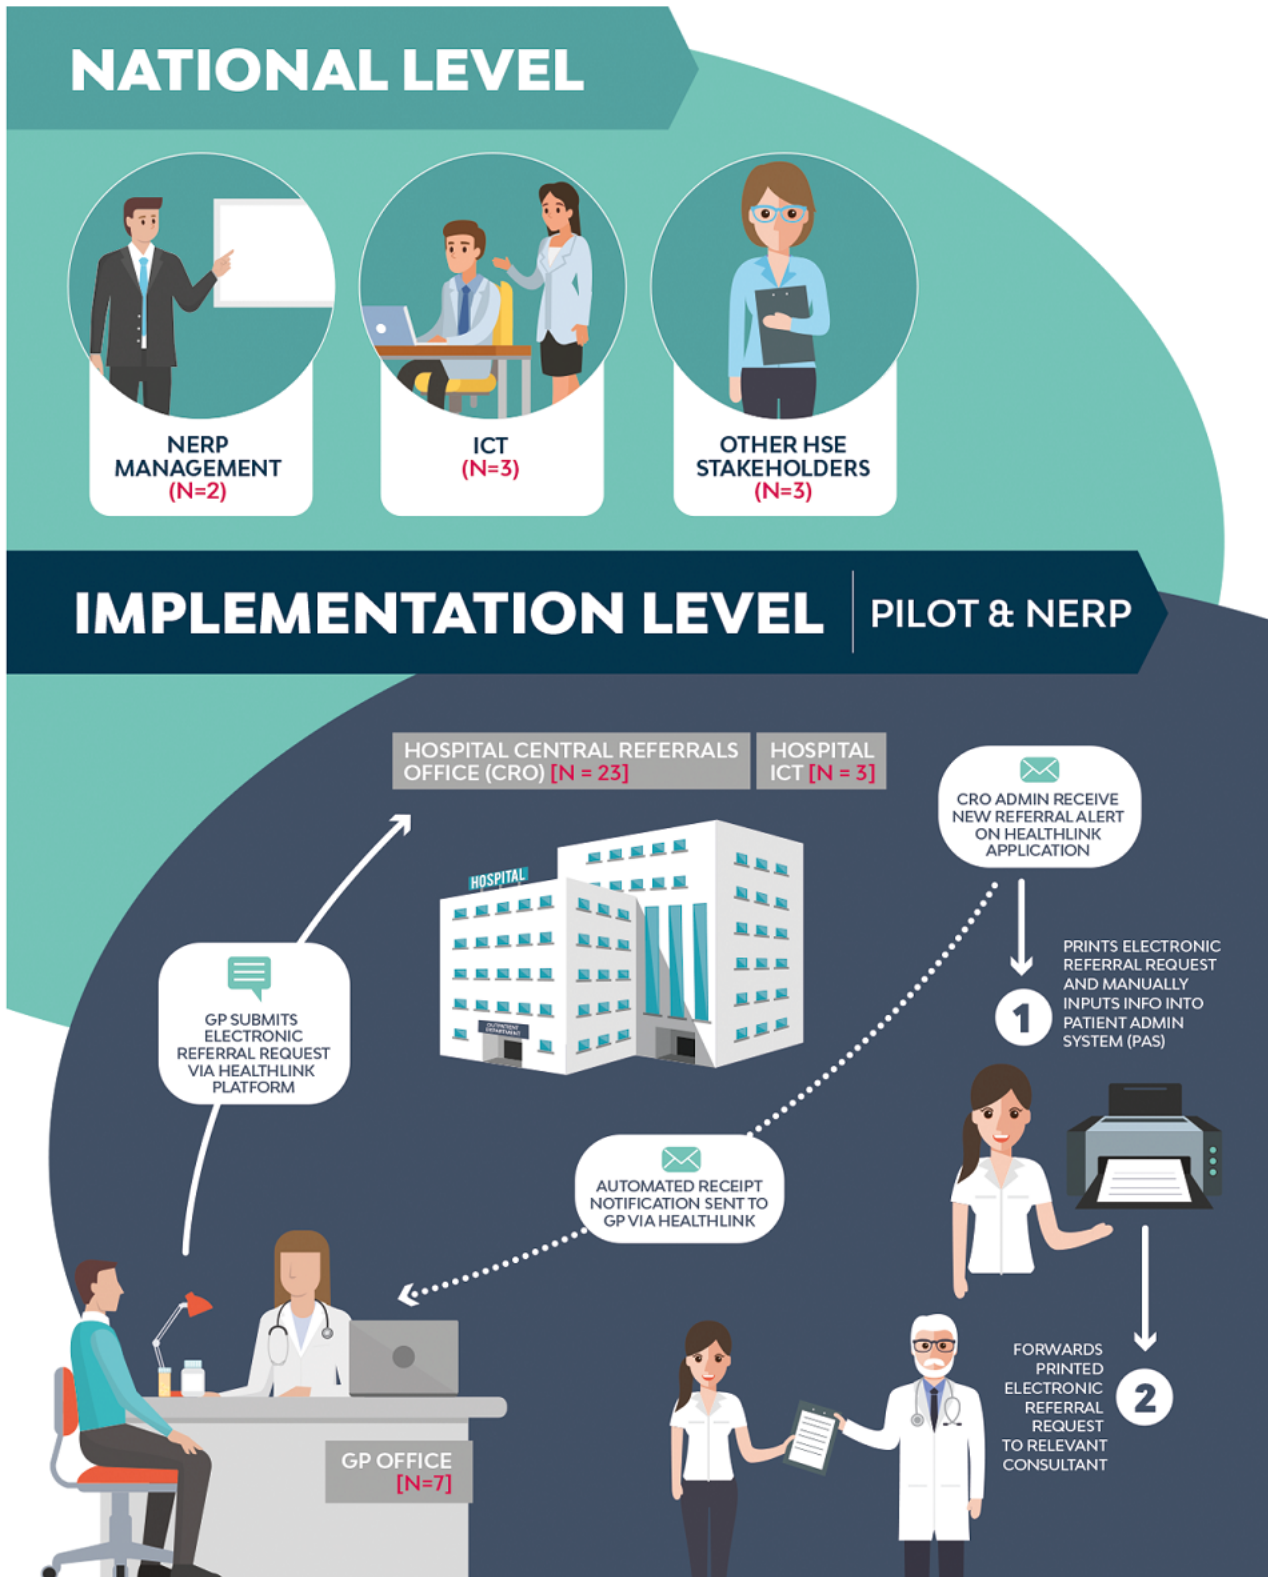 NATIONAL LEVEL
NERP
MANAGEMENT
(N=2)
ICT
(N=3)
OTHER HSE
STAKEHOLDERS
(N=3)
IMPLEMENTATION LEVEL
PILOT & NERP
HOSPITAL CENTRAL REFERRALS
OFFICE (CRO) [N = 23]
HOSPITAL
ICT [N = 3]
CRO ADMIN RECEIVE
NEW REFERRAL ALERT
ON HEALTHLINK
APPLICATION
HOSPITAL
OUTPATIENT
DEPARTMENT
GP SUBMITS
ELECTRONIC
REFERRAL REQUEST
VIA HEALTHLINK
PLATFORM
1
PRINTS ELECTRONIC
REFERRAL REQUEST
AND MANUALLY
INPUTS INFO INTO
PATIENT ADMIN
SYSTEM (PAS)
AUTOMATED RECEIPT
NOTIFICATION SENT TO
GP VIA HEALTHLINK
FORWARDS
PRINTED
ELECTRONIC
REFERRAL
REQUEST
TO RELEVANT
CONSULTANT
2
GP OFFICE
[N=7]